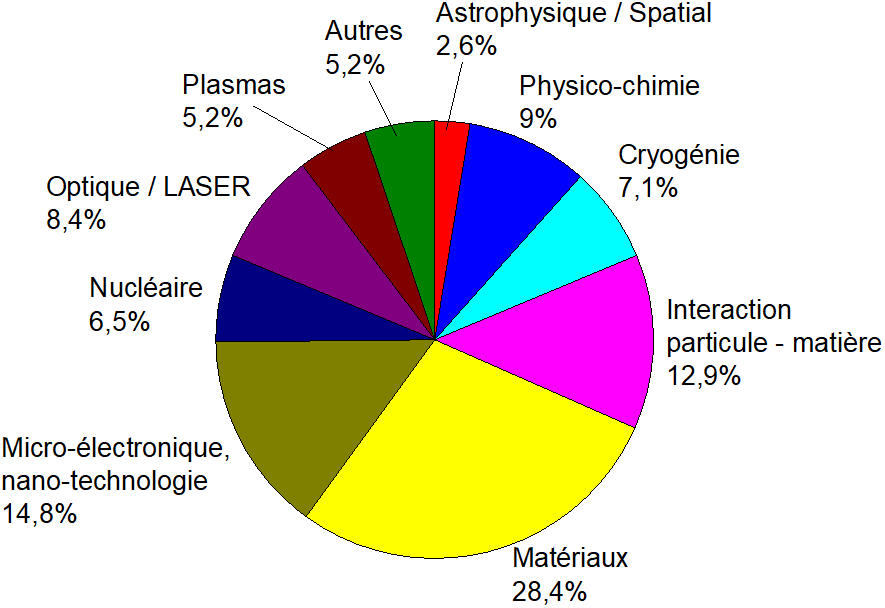 Astrophysique / Spatial
2,6%
Physico-chimie
9%
Cryogénie
7,1%
Interaction
particule - matière
12,9%
Matériaux
28,4%
Micro-électronique,
nano-technologie
14,8%
Nucléaire
6,5%
Optique / LASER
8,4%
Plasmas
5,2%
Autres
5,2%